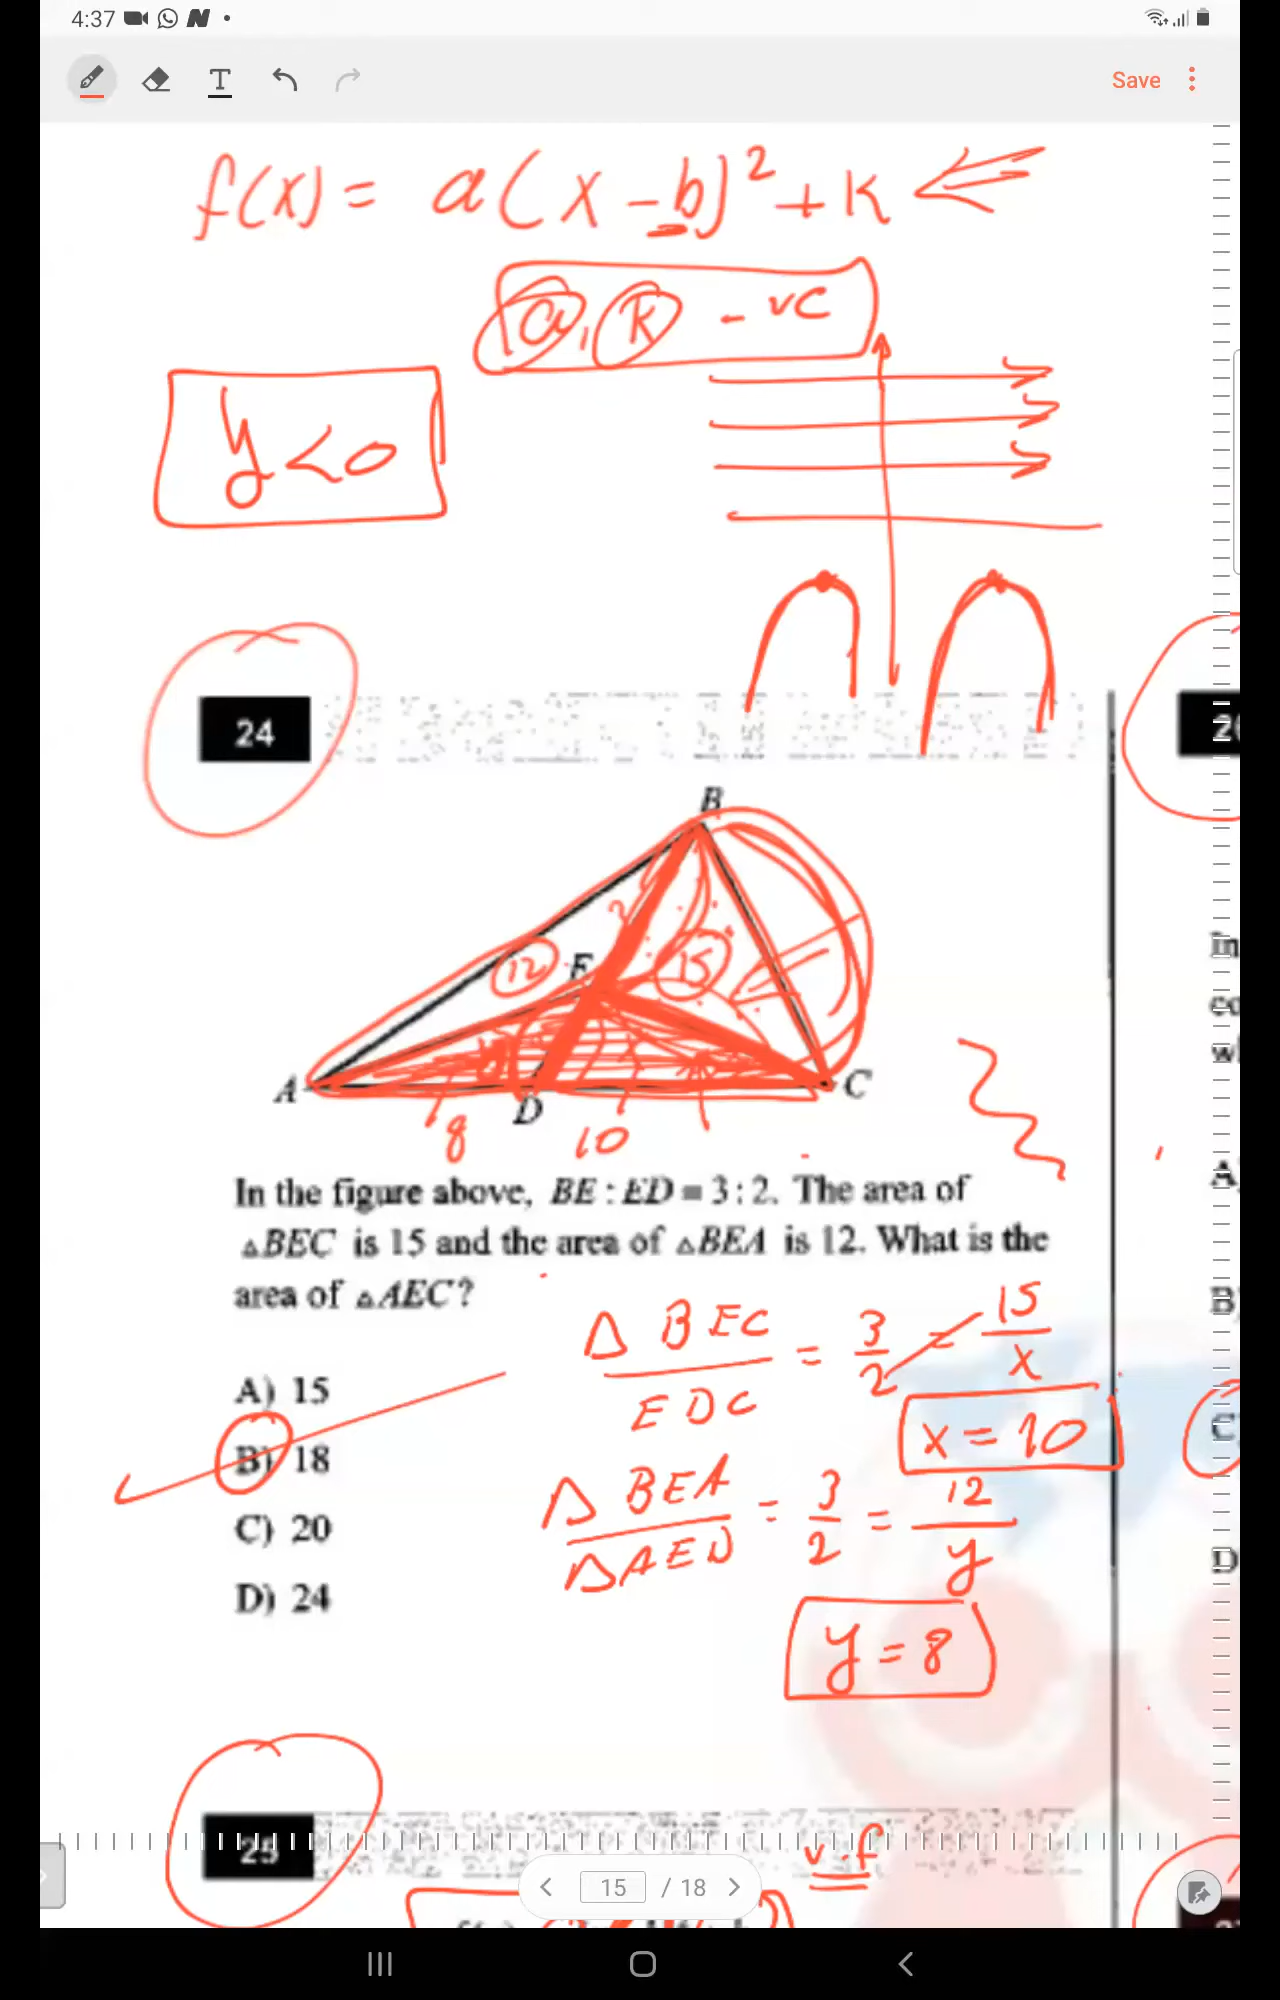 4:37
Save
f(x) = a(x - b)² + k
a, k - ve
y < 0
24
B
12
15
E
A
D
C
8
10
In the figure above, BE : ED = 3 : 2. The area of
△BEC is 15 and the area of △BEA is 12. What is the
area of △AEC?
△ BEC / EDC = 3/2 = 15/x
A) 15
x = 10
B) 18
△ BEA / △AED = 3/2 = 12/y
C) 20
D) 24
y = 8
25
v.f
15 / 18
In
A)
B)
C)
D